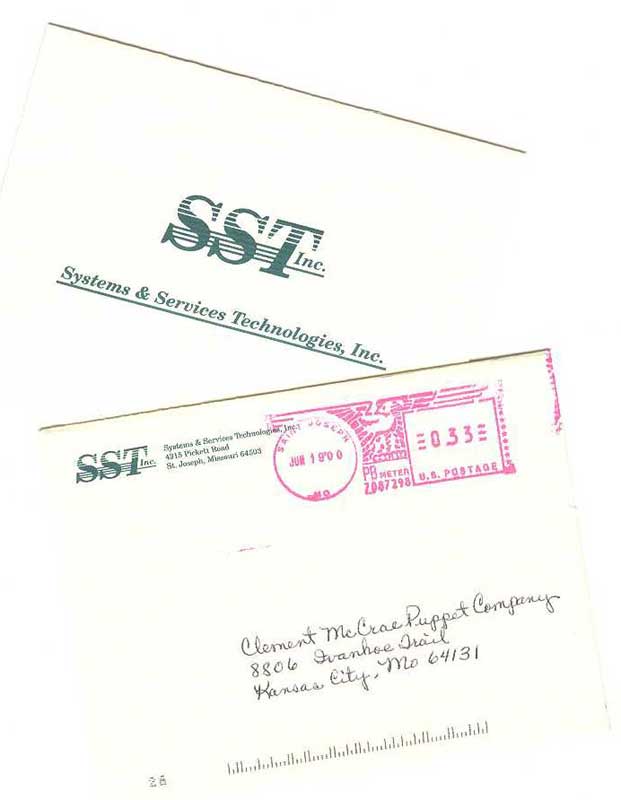 SST Inc.
Systems & Services Technologies, Inc.
SST Inc.
Systems & Services Technologies, Inc.
4315 Pickett Road
St. Joseph, Missouri 64503
SAINT JOSEPH
JUN 19'00
MO
PB METER
7087298
0.33
U.S. POSTAGE
Clement McCrae Puppet Company
8806 Ivanhoe Trail
Kansas City, Mo 64131
28